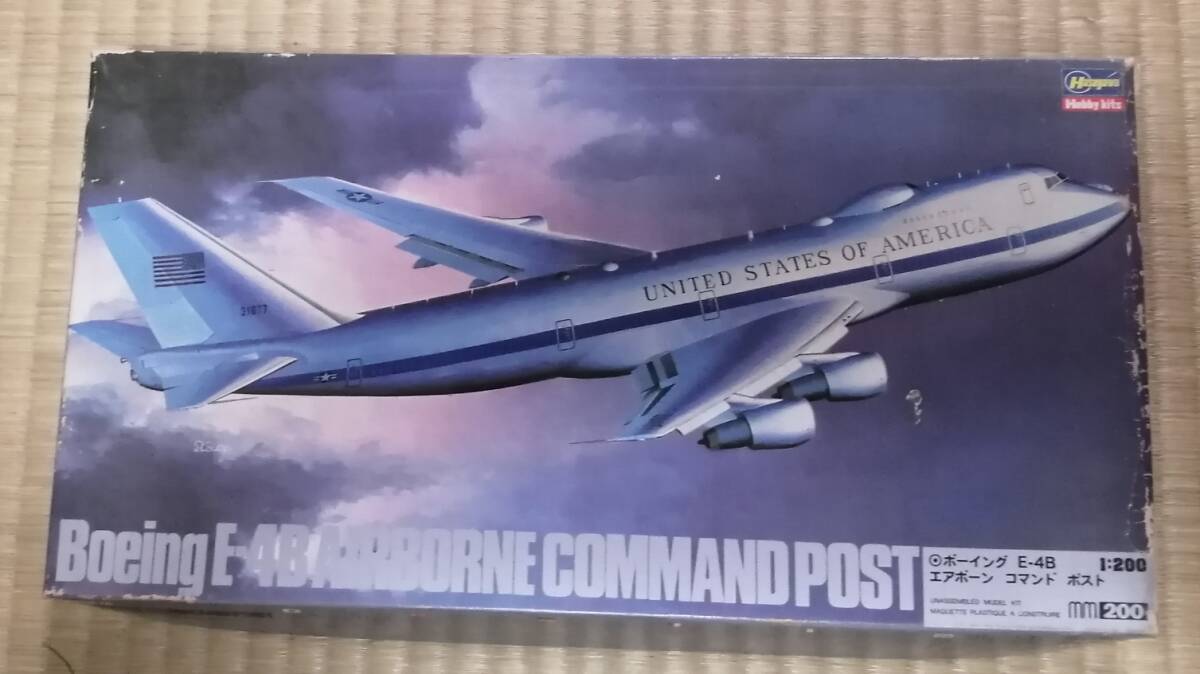 Hasegawa
Hobby kits
UNITED STATES OF AMERICA
31677
Boeing E-4B AIRBORNE COMMAND POST
⦿ボーイング E-4B
エアボーン コマンド ポスト
1:200
UNASSEMBLED MODEL KIT
MAQUETTE PLASTIQUE A CONSTRUIRE
mm200